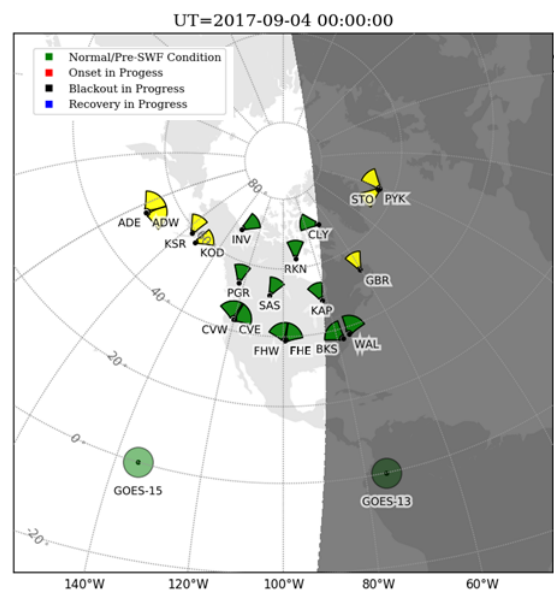 UT=2017-09-04 00:00:00
Normal/Pre-SWF Condition
Onset in Progess
Blackout in Progress
Recovery in Progress
80°
STO PYK
ADE ADW
KSR
KOD
INV
CLY
RKN
GBR
PGR
SAS
KAP
40°
CVW CVE
FHW FHE BKS WAL
20°
0°
GOES-15
GOES-13
-20°
140°W 120°W 100°W 80°W 60°W